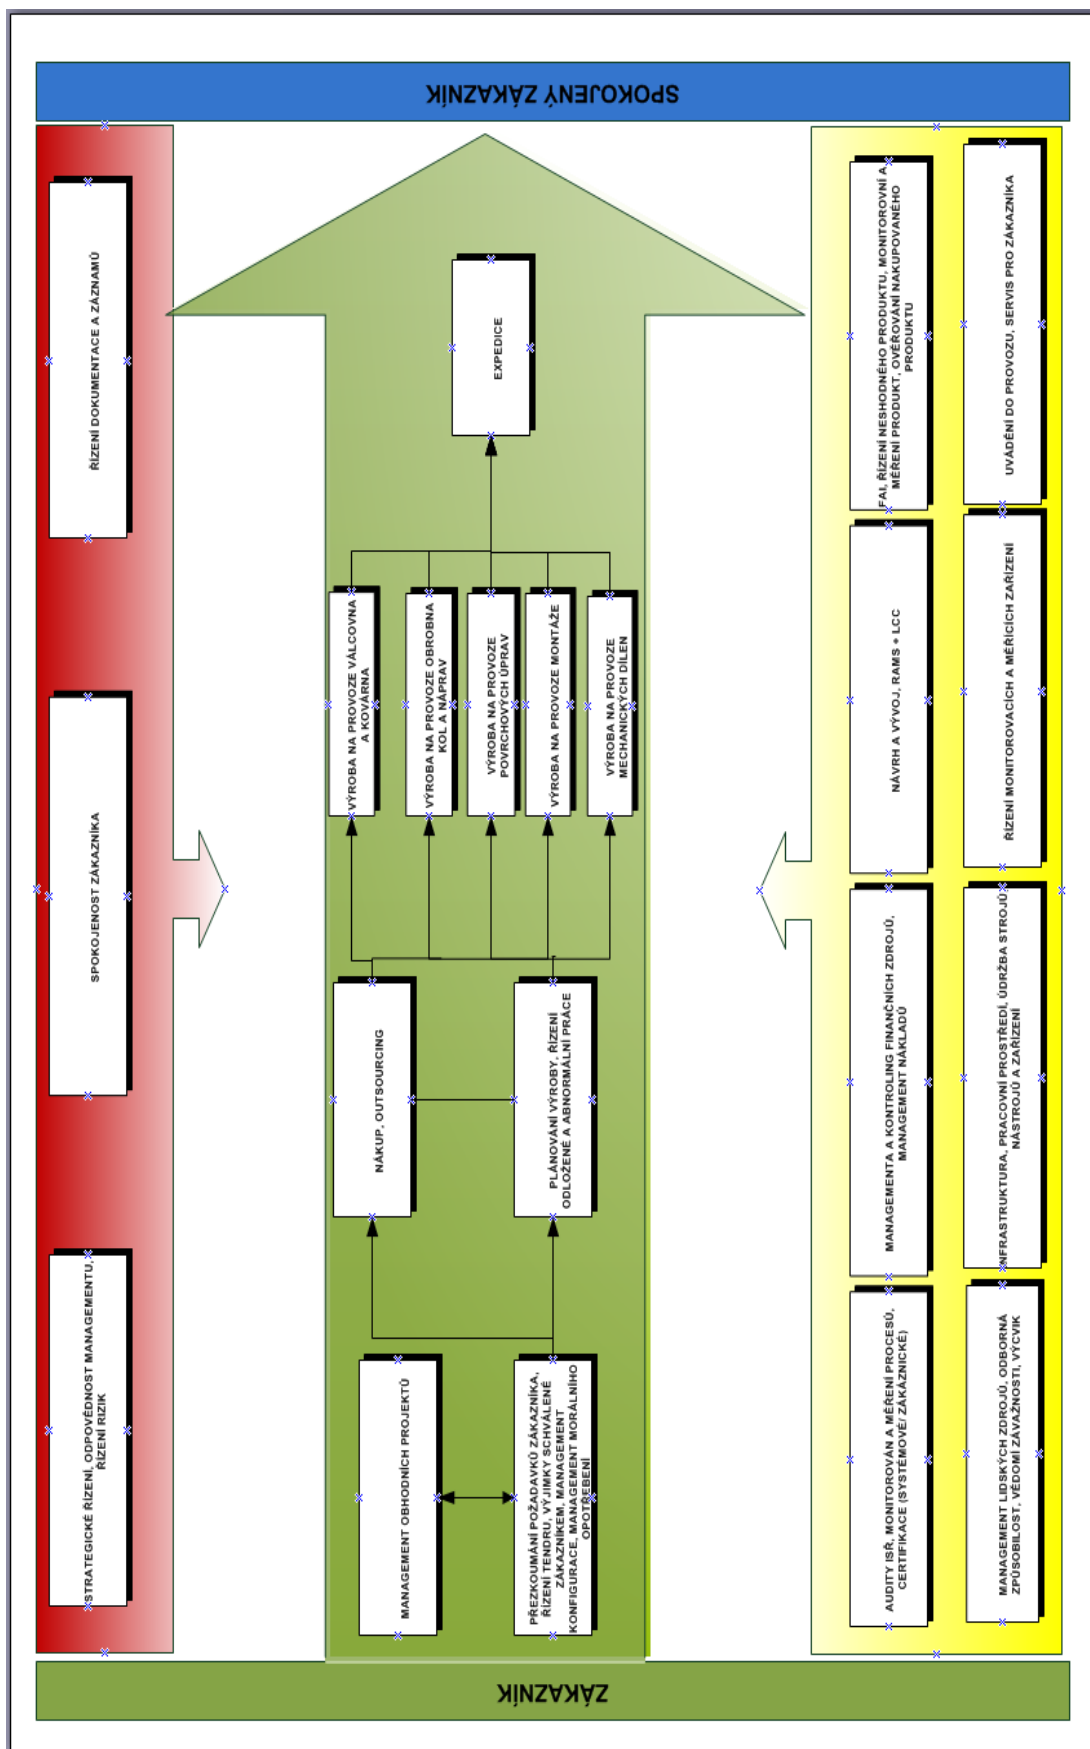 SPOKOJENÝ ZÁKAZNÍK
ŘÍZENÍ DOKUMENTACE A ZÁZNAMŮ
SPOKOJENOST ZÁKAZNÍKA
STRATEGICKÉ ŘÍZENÍ, ODPOVĚDNOST MANAGEMENTU,
ŘÍZENÍ RIZIK
EXPEDICE
VÝROBA NA PROVOZE VÁLCOVNA
A KOVÁRNA
VÝROBA NA PROVOZE OBROBNA
KOL A NÁPRAV
VÝROBA NA PROVOZE
POVRCHOVÝCH ÚPRAV
VÝROBA NA PROVOZE MONTÁŽE
VÝROBA NA PROVOZE
MECHANICKÝCH DÍLEN
NÁKUP, OUTSOURCING
PLÁNOVÁNÍ VÝROBY, ŘÍZENÍ
ODLOŽENÉ A ABNORMÁLNÍ PRÁCE
MANAGEMENT OBHODNÍCH PROJEKTŮ
PŘEZKOUMÁNÍ POŽADAVKŮ ZÁKAZNÍKA,
ŘÍZENÍ TENDRU, VÝJIMKY SCHVÁLENÉ
ZÁKAZNÍKEM, MANAGEMENT
KONFIGURACE, MANAGEMENT MORÁLNÍHO
OPOTŘEBENÍ
FAI, ŘÍZENÍ NESHODNÉHO PRODUKTU, MONITOROVNÍ A
MĚŘENÍ PRODUKT, OVĚŘOVÁNÍ NAKUPOVANÉHO
PRODUKTU
UVÁDĚNÍ DO PROVOZU, SERVIS PRO ZÁKAZNÍKA
NÁVRH A VÝVOJ, RAMS + LCC
ŘÍZENÍ MONITOROVACÍCH A MĚŘÍCÍCH ZAŘÍZENÍ
MANAGEMENTA A KONTROLING FINANČNÍCH ZDROJŮ,
MANAGEMENT NÁKLADŮ
INFRASTRUKTURA, PRACOVNÍ PROSTŘEDÍ, ÚDRŽBA STROJŮ
NÁSTROJŮ A ZAŘÍZENÍ
AUDITY ISŘ, MONITOROVÁN A MĚŘENÍ PROCESŮ,
CERTIFIKACE (SYSTÉMOVÉ/ ZÁKÁZNICKÉ)
MANAGEMENT LIDSKÝCH ZDROJŮ, ODBORNÁ
ZPŮSOBILOST, VĚDOMÍ ZÁVAŽNOSTI, VÝCVIK
ZÁKAZNÍK